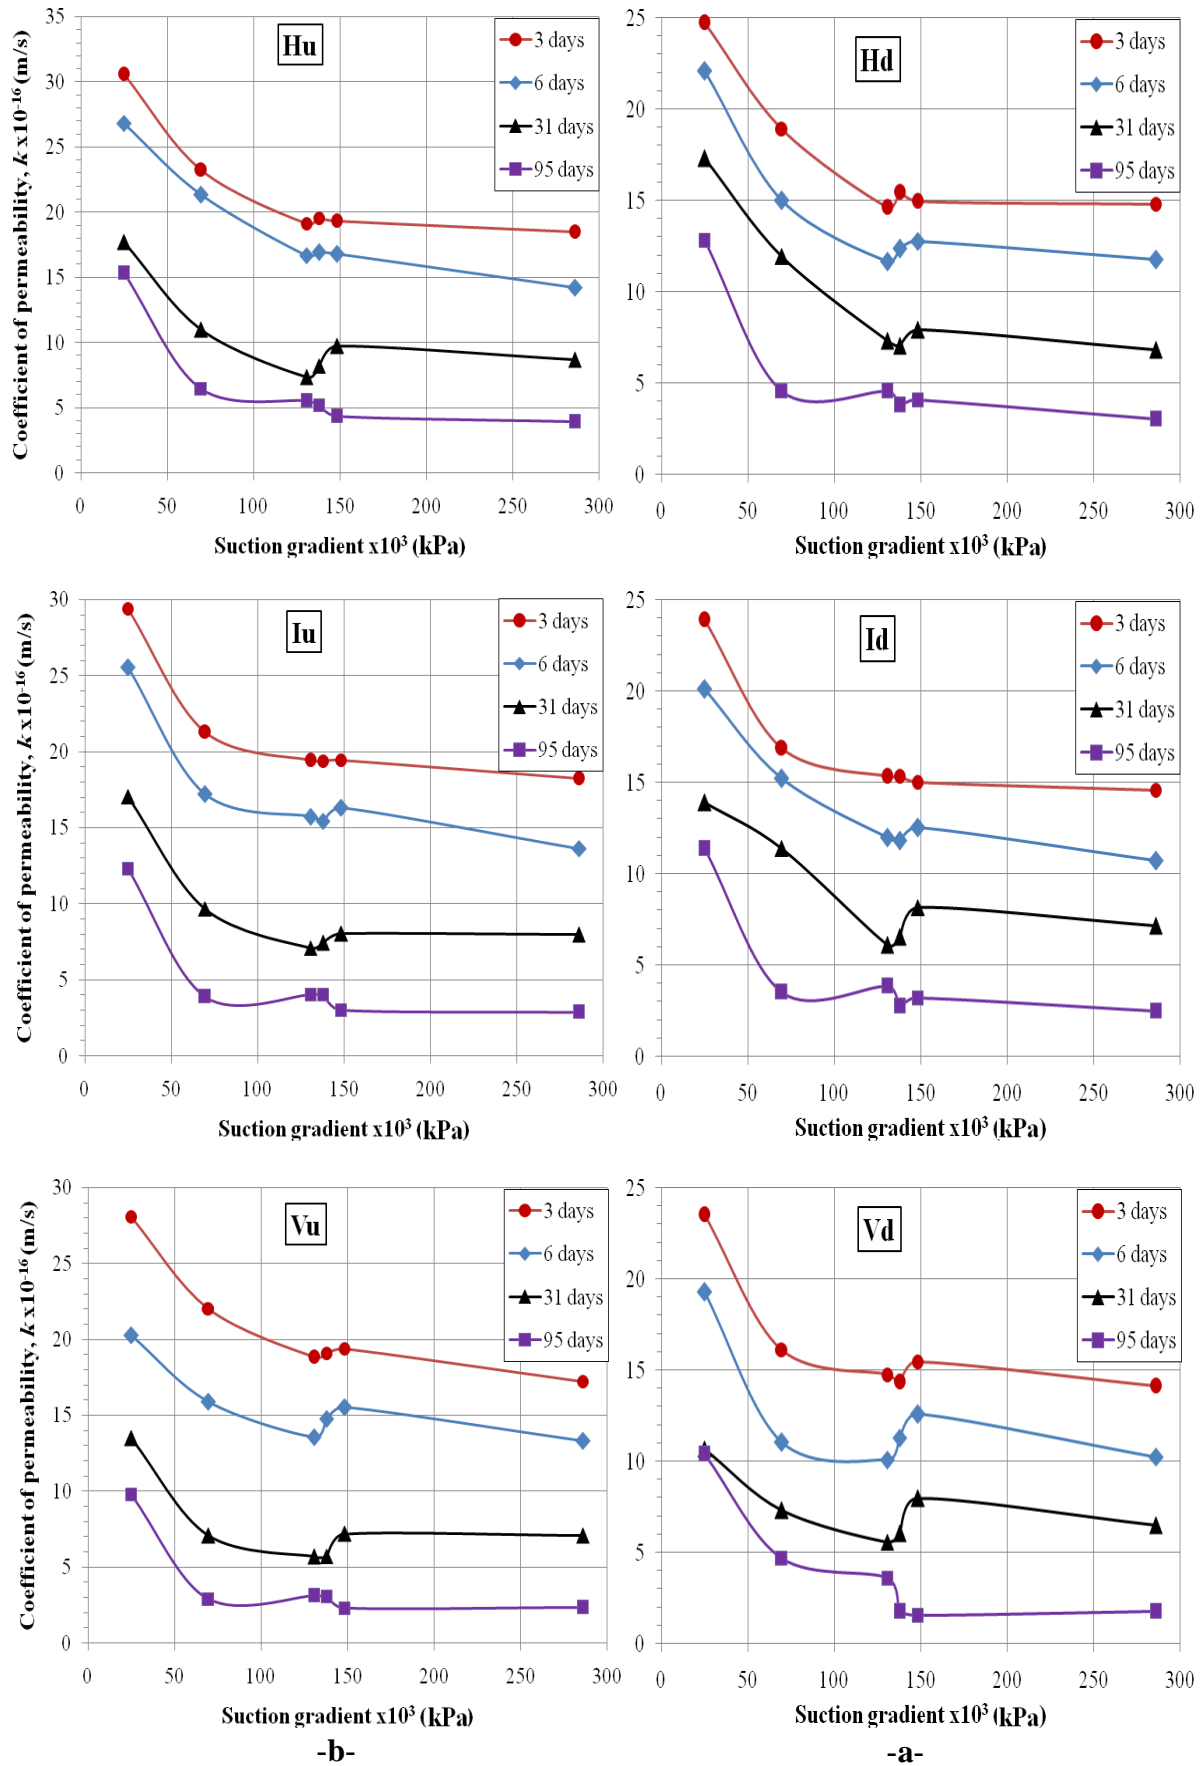 Hu
3 days
6 days
31 days
95 days
35
30
25
20
15
10
5
0
0 50 100 150 200 250 300
Coefficient of permeability, k x10⁻¹⁶ (m/s)
Suction gradient x10³ (kPa)
Hd
3 days
6 days
31 days
95 days
25
20
15
10
5
0
0 50 100 150 200 250 300
Suction gradient x10³ (kPa)
Iu
3 days
6 days
31 days
95 days
30
25
20
15
10
5
0
0 50 100 150 200 250 300
Coefficient of permeability, k x10⁻¹⁶ (m/s)
Suction gradient x10³ (kPa)
Id
3 days
6 days
31 days
95 days
25
20
15
10
5
0
0 50 100 150 200 250 300
Suction gradient x10³ (kPa)
Vu
3 days
6 days
31 days
95 days
30
25
20
15
10
5
0
0 50 100 150 200 250 300
Coefficient of permeability, k x10⁻¹⁶ (m/s)
Suction gradient x10³ (kPa)
-b-
Vd
3 days
6 days
31 days
95 days
25
20
15
10
5
0
0 50 100 150 200 250 300
Suction gradient x10³ (kPa)
-a-